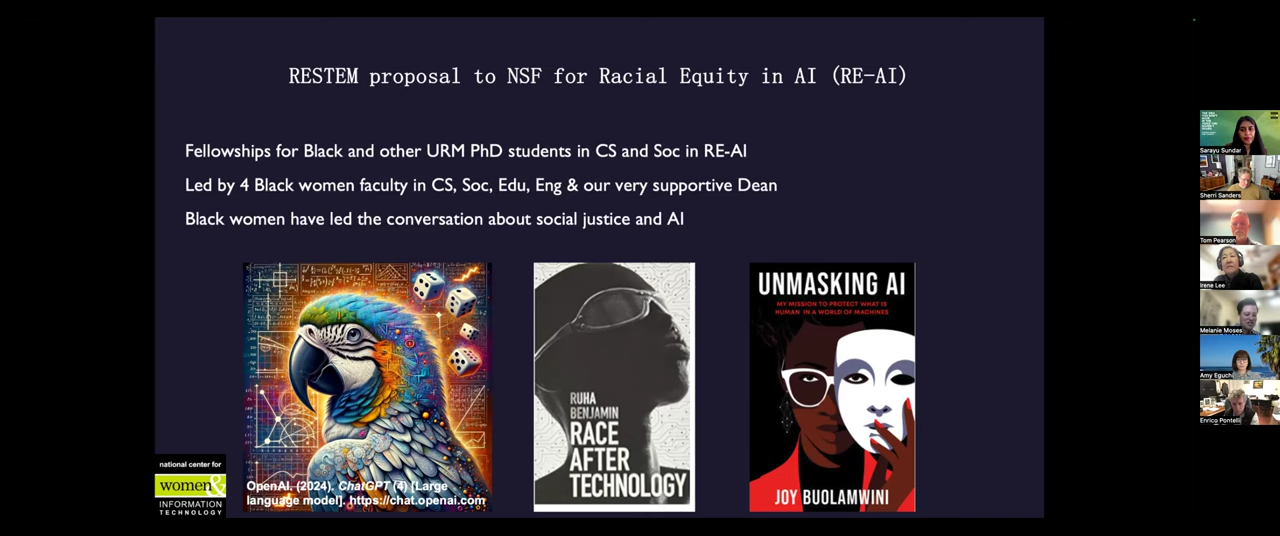 RESTEM proposal to NSF for Racial Equity in AI (RE-AI)
Fellowships for Black and other URM PhD students in CS and Soc in RE-AI
Led by 4 Black women faculty in CS, Soc, Edu, Eng & our very supportive Dean
Black women have led the conversation about social justice and AI
OpenAI. (2024). ChatGPT (4) [Large
language model]. https://chat.openai.com
RUHA
BENJAMIN
RACE
AFTER
TECHNOLOGY
UNMASKING AI
MY MISSION TO PROTECT WHAT IS
HUMAN IN A WORLD OF MACHINES
JOY BUOLAMWINI
national center for
women&
INFORMATION
TECHNOLOGY
Sarayu Sundar
Sherri Sanders
Tom Pearson
Irene Lee
Melanie Moses
Amy Eguchi
Enrico Pontelli